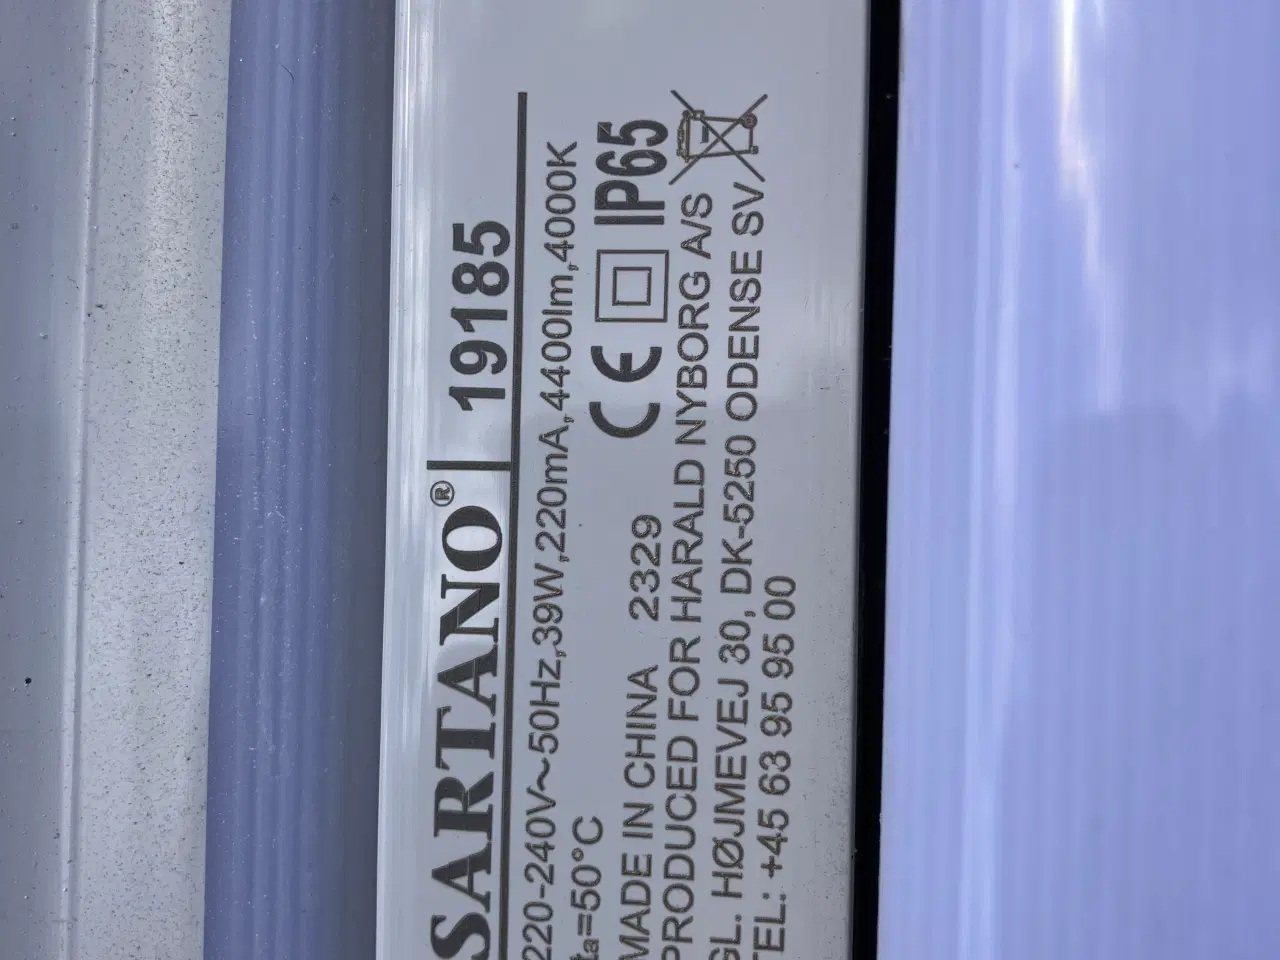 SARTANO® | 19185
220-240V~50Hz,39W,220mA,4400lm,4000K
ta=50°C
MADE IN CHINA 2329 CE IP65
PRODUCED FOR HARALD NYBORG A/S
GL. HØJMEVEJ 30, DK-5250 ODENSE SV
TEL: +45 63 95 95 00